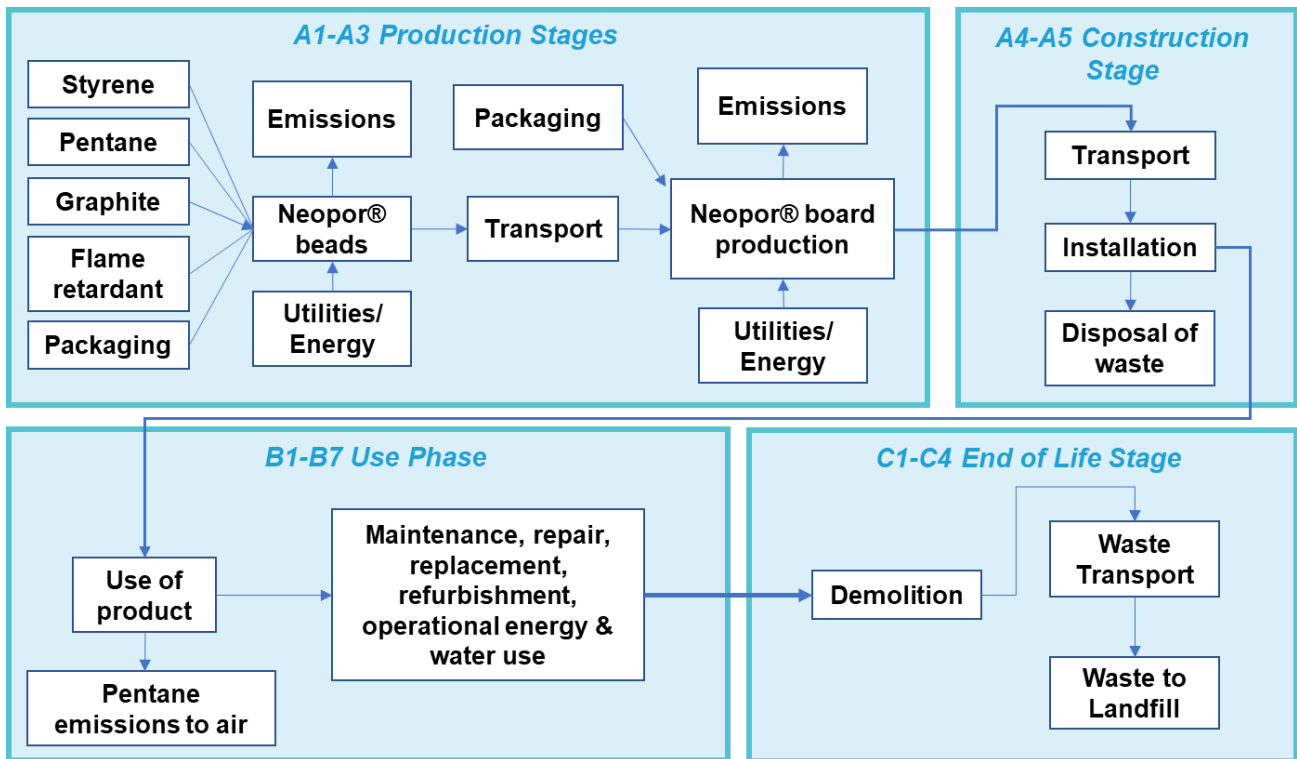 A1-A3 Production Stages
Styrene
Pentane
Graphite
Flame
retardant
Packaging
Emissions
Neopor® 
beads
Utilities/
Energy
Transport
Packaging
Emissions
Neopor® board
production
Utilities/
Energy
A4-A5 Construction
Stage
Transport
Installation
Disposal of
waste
B1-B7 Use Phase
Use of
product
Pentane
emissions to air
Maintenance, repair,
replacement,
refurbishment,
operational energy &
water use
C1-C4 End of Life Stage
Demolition
Waste
Transport
Waste to
Landfill